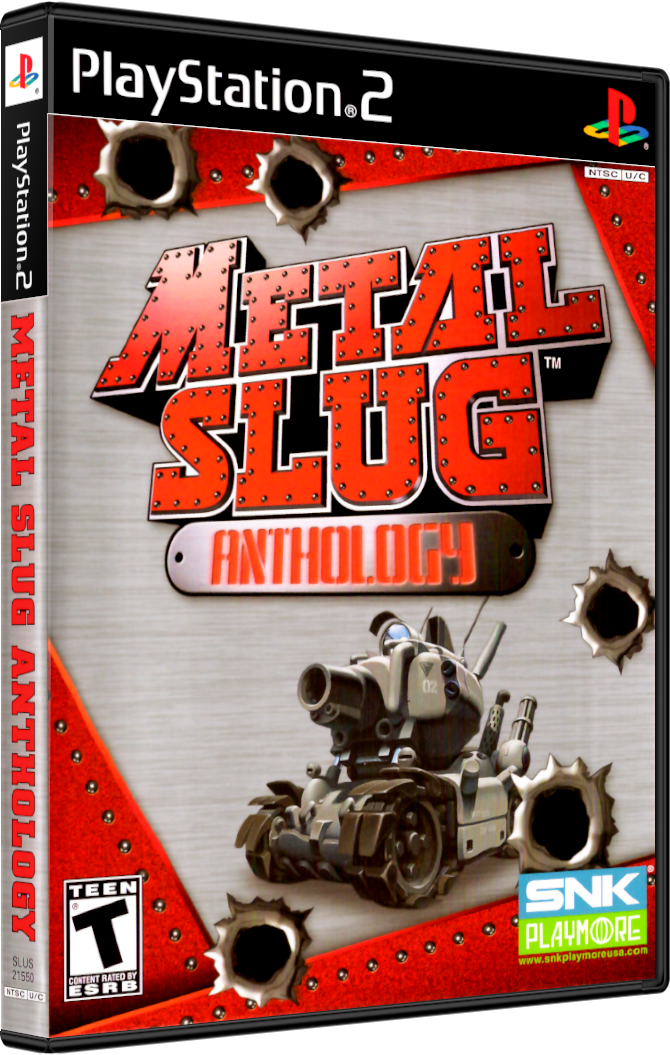 PlayStation®2
NTSC U/C
METAL
SLUG™
ANTHOLOGY
02
TEEN
T
CONTENT RATED BY
ESRB
SNK
PLAYMORE
www.snkplaymoreusa.com
PlayStation®2
METAL SLUG ANTHOLOGY
SLUS
21550
NTSC U/C